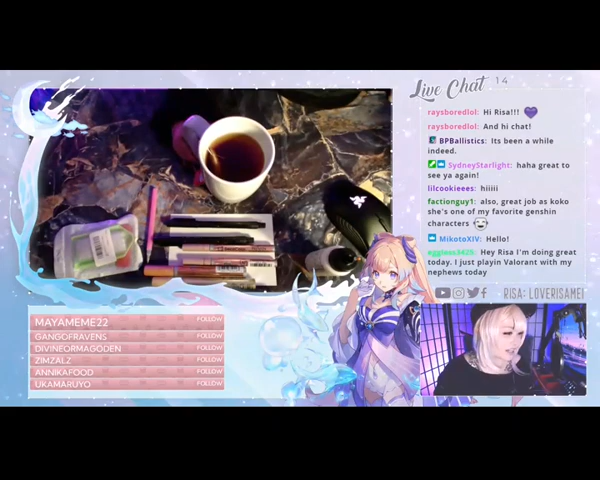 Live Chat 14
raysboredlol: Hi Risa!!!
raysboredlol: And hi chat!
BPBallistics: Its been a while
indeed.
SydneyStarlight: haha great to
see ya again!
lilcookieees: hiiiii
factionguy1: also, great job as koko
she's one of my favorite genshin
characters
MikotoXIV: Hello!
eggless3425: Hey Risa I'm doing great
today. I just playin Valorant with my
nephews today
RISA: LOVERISAMEI
MAYAMEME22 FOLLOW
GANGOFRAVENS FOLLOW
DIVINEORMAGODEN FOLLOW
ZIMZALZ FOLLOW
ANNIKAFOOD FOLLOW
UKAMARUYO FOLLOW